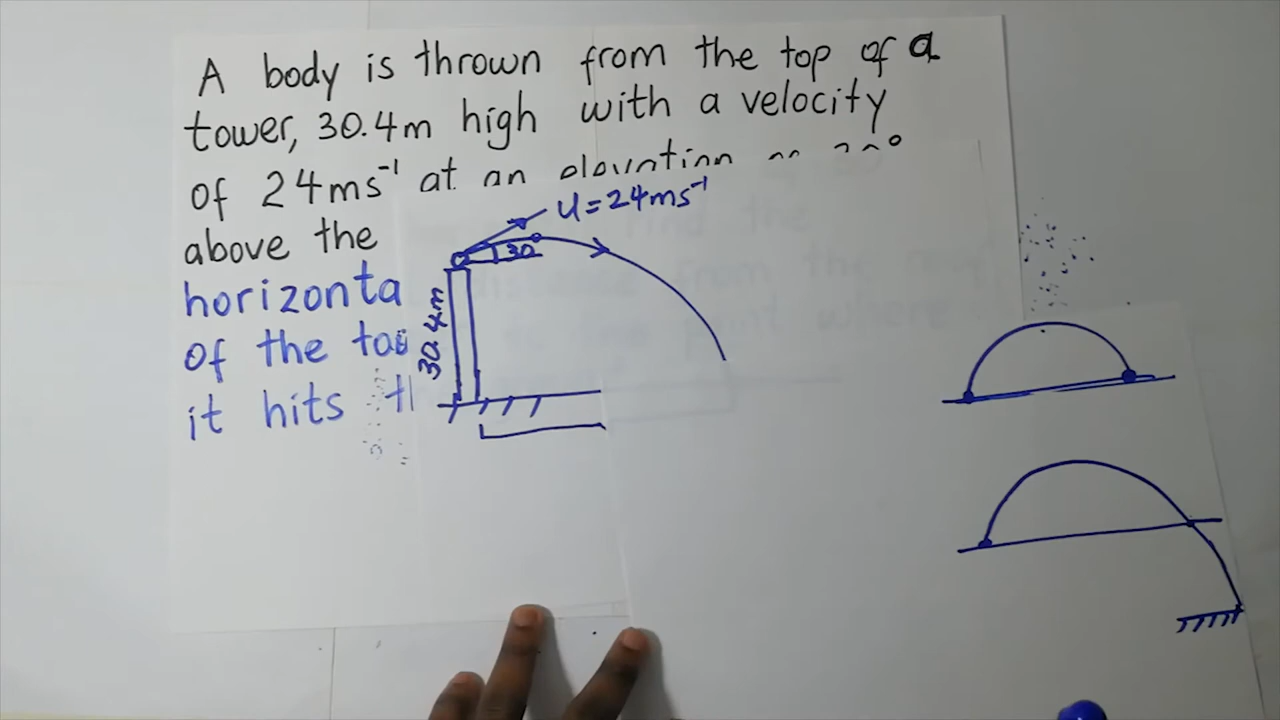 A body is thrown from the top of a
tower, 30.4m high with a velocity
of 24ms⁻¹ at an elevation
above the
horizonta
of the
it hits
u = 24ms⁻¹
30
30.4m